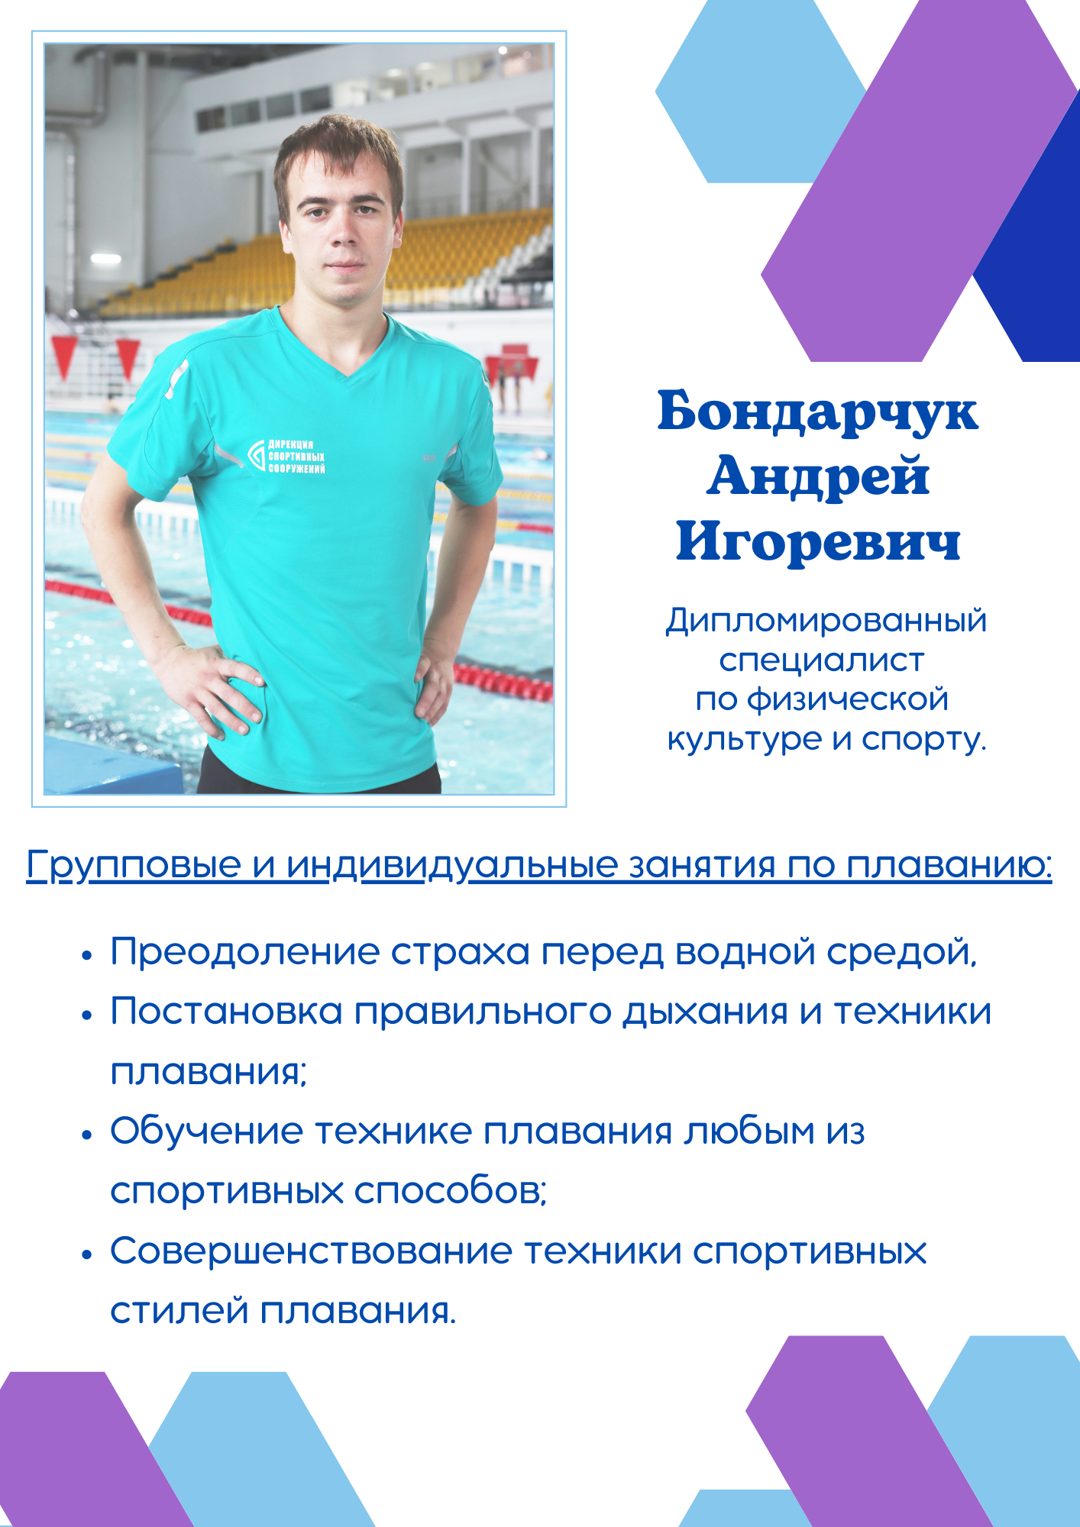 ДИРЕКЦИЯ
СПОРТИВНЫХ
СООРУЖЕНИЙ
Бондарчук
Андрей
Игоревич
Дипломированный
специалист
по физической
культуре и спорту.
Групповые и индивидуальные занятия по плаванию:
• Преодоление страха перед водной средой,
• Постановка правильного дыхания и техники
плавания;
• Обучение технике плавания любым из
спортивных способов;
• Совершенствование техники спортивных
стилей плавания.